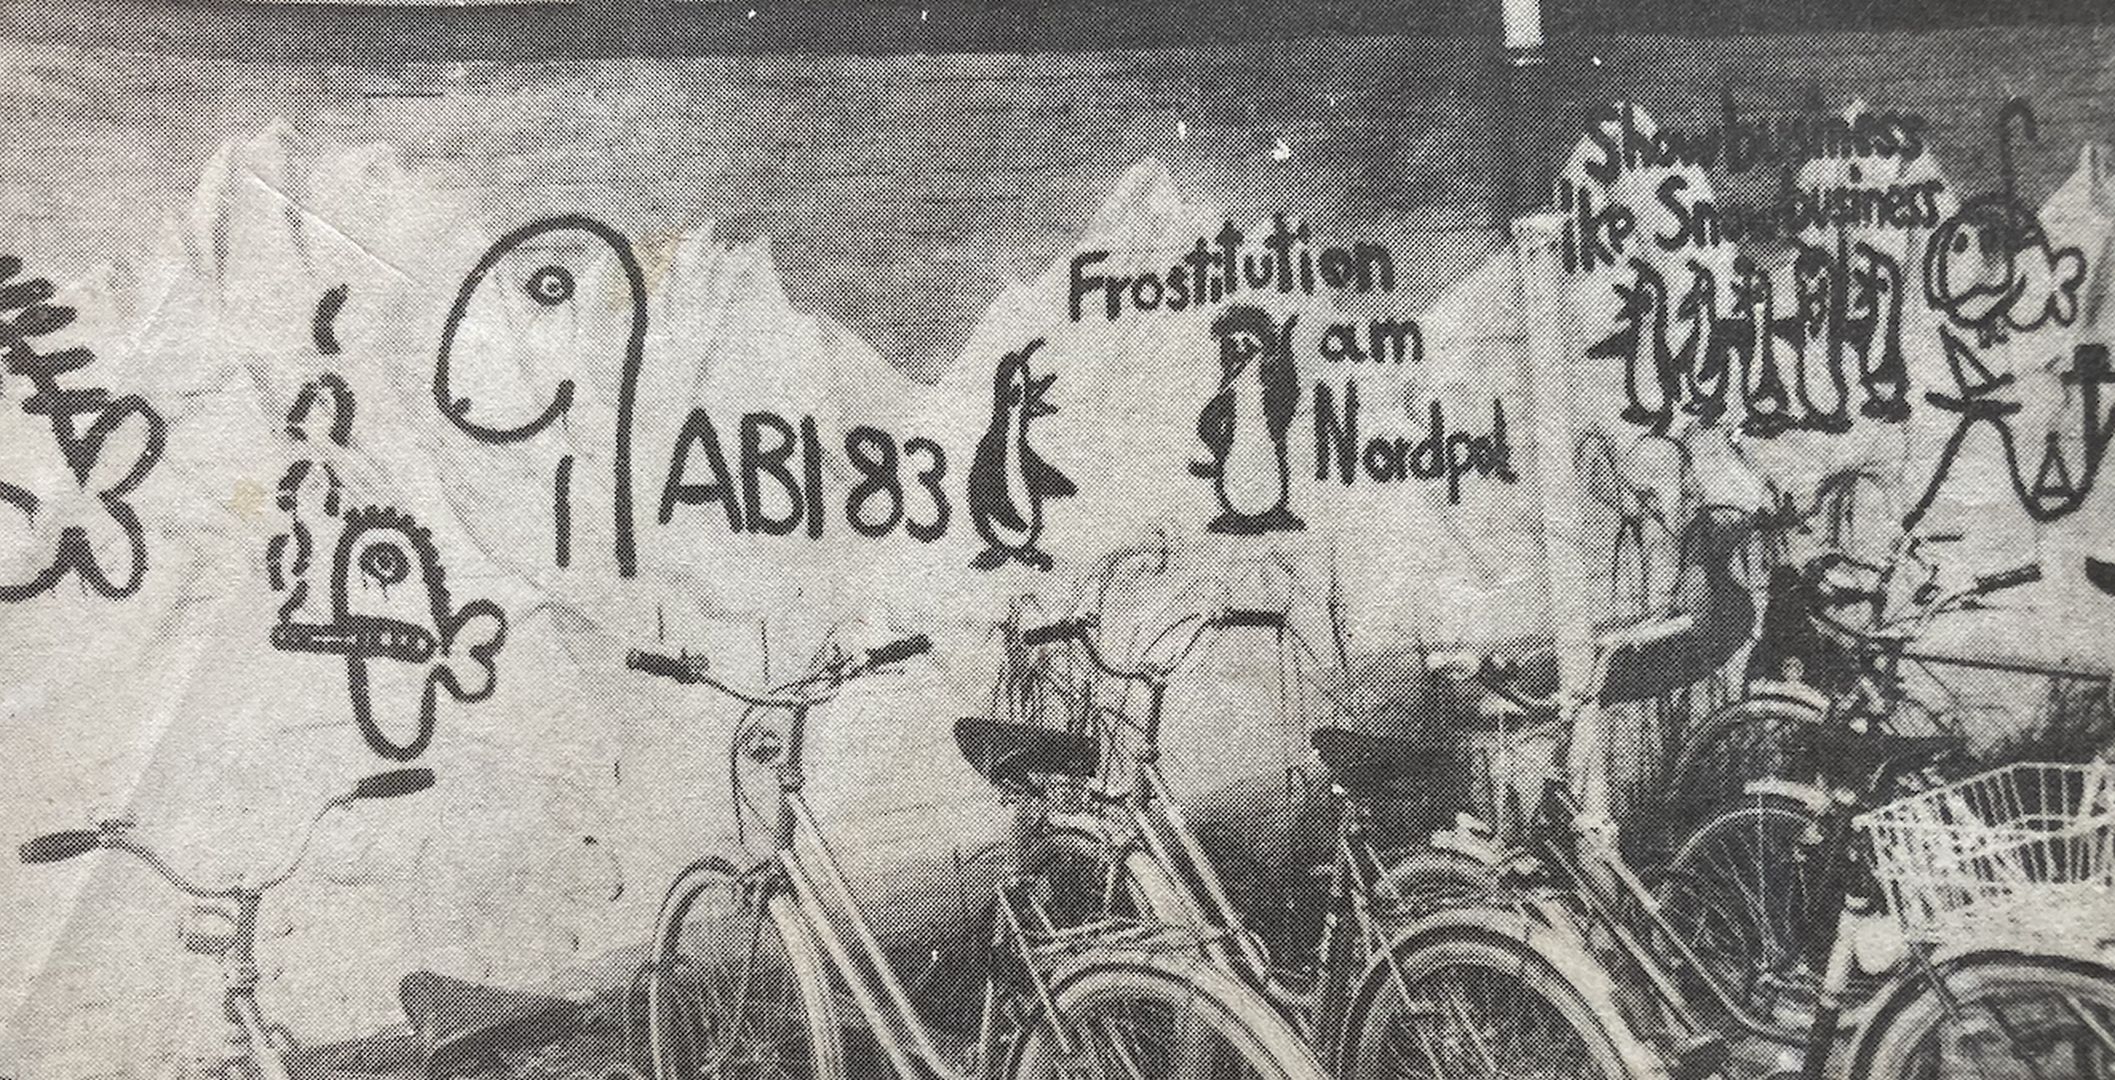 ABI 83
Frostitution
am
Nordpol
Showbusiness
like Snowbusiness